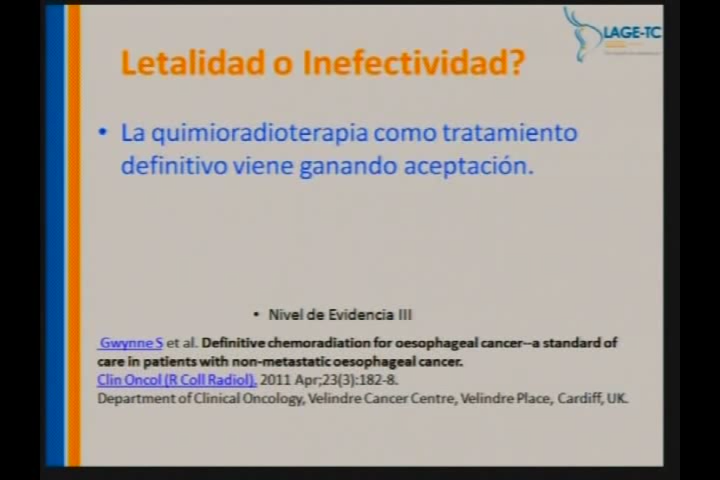 LAGE-TC
Letalidad o Inefectividad?
• La quimioradioterapia como tratamiento
definitivo viene ganando aceptación.
• Nivel de Evidencia III
Gwynne S et al. Definitive chemoradiation for oesophageal cancer--a standard of
care in patients with non-metastatic oesophageal cancer.
Clin Oncol (R Coll Radiol). 2011 Apr;23(3):182-8.
Department of Clinical Oncology, Velindre Cancer Centre, Velindre Place, Cardiff, UK.